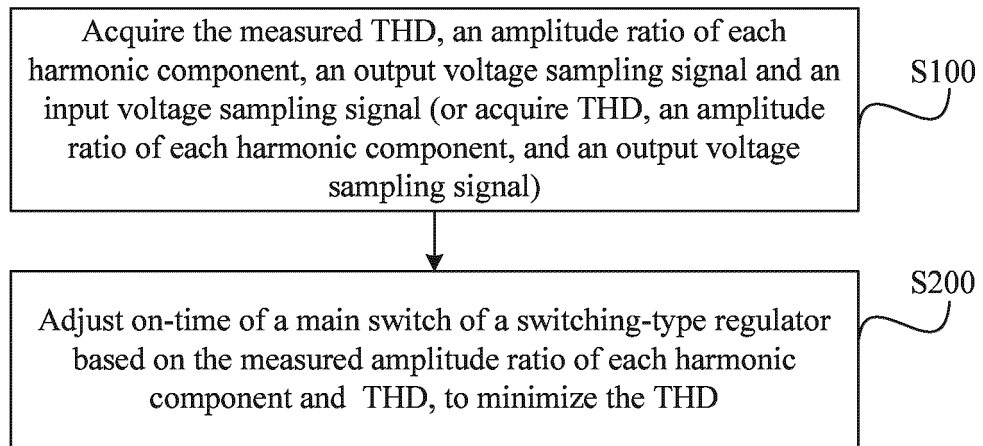 Acquire the measured THD, an amplitude ratio of each
harmonic component, an output voltage sampling signal and an
input voltage sampling signal (or acquire THD, an amplitude
ratio of each harmonic component, and an output voltage
sampling signal)
S100
Adjust on-time of a main switch of a switching-type regulator
based on the measured amplitude ratio of each harmonic
component and THD, to minimize the THD
S200